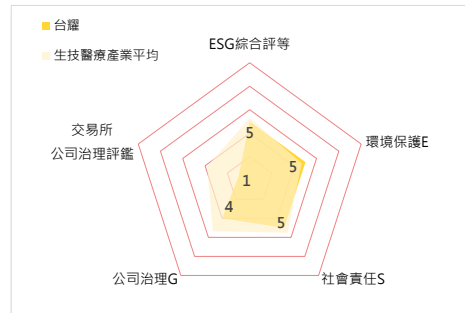 台耀
生技醫療產業平均
ESG綜合評等
交易所
公司治理評鑑
環境保護E
5
5
1
4
5
公司治理G
社會責任S